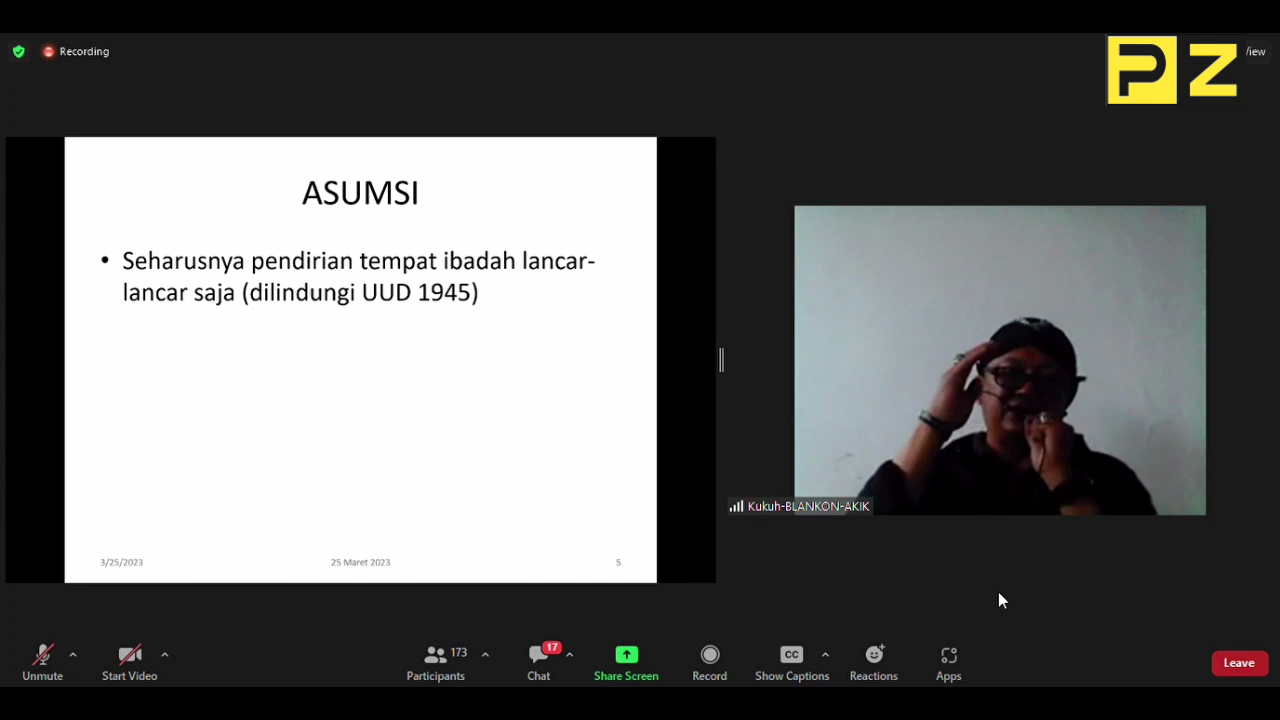 Recording
PZ
View
ASUMSI
• Seharusnya pendirian tempat ibadah lancar-
lancar saja (dilindungi UUD 1945)
3/25/2023
25 Maret 2023
5
Kukuh-BLANKON-AKIK
Unmute
Start Video
Participants
173
Chat
17
Share Screen
Record
CC
Show Captions
Reactions
Apps
Leave